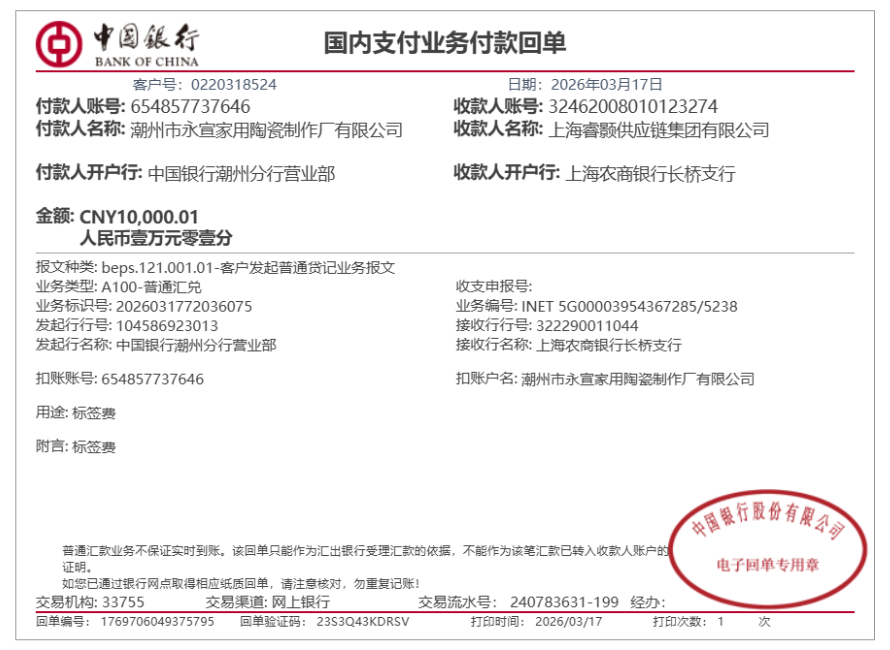 中国银行
BANK OF CHINA
国内支付业务付款回单
客户号：0220318524
日期：2026年03月17日
付款人账号: 654857737646
收款人账号: 32462008010123274
付款人名称: 潮州市永宣家用陶瓷制作厂有限公司
收款人名称: 上海睿颢供应链集团有限公司
付款人开户行: 中国银行潮州分行营业部
收款人开户行: 上海农商银行长桥支行
金额: CNY10,000.01
人民币壹万元零壹分
报文种类: beps.121.001.01-客户发起普通贷记业务报文
业务类型: A100-普通汇兑
收支申报号:
业务标识号: 2026031772036075
业务编号: INET 5G00003954367285/5238
发起行行号: 104586923013
接收行行号: 322290011044
发起行名称: 中国银行潮州分行营业部
接收行名称: 上海农商银行长桥支行
扣账账号: 654857737646
扣账户名: 潮州市永宣家用陶瓷制作厂有限公司
用途: 标签费
附言: 标签费
中国银行股份有限公司
电子回单专用章
普通汇款业务不保证实时到账。该回单只能作为汇出银行受理汇款的依据，不能作为该笔汇款已转入收款人账户的
证明。
如您已通过银行网点取得相应纸质回单，请注意核对，勿重复记账！
交易机构: 33755 交易渠道: 网上银行 交易流水号： 240783631-199 经办:
回单编号： 1769706049375795 回单验证码： 23S3Q43KDRSV 打印时间： 2026/03/17 打印次数： 1 次